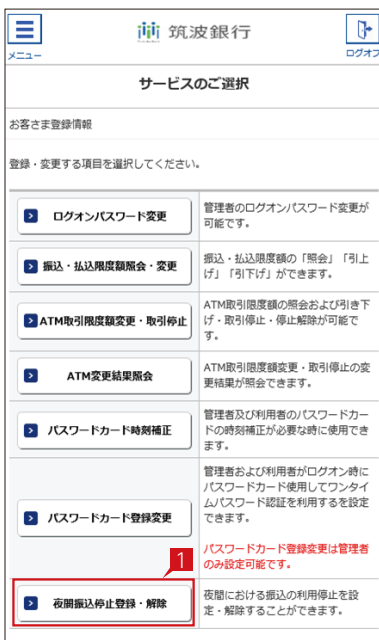 メニュー
筑波銀行
ログオフ
サービスのご選択
お客さま登録情報
登録・変更する項目を選択してください。
ログオンパスワード変更
管理者のログオンパスワード変更が
可能です。
振込・払込限度額照会・変更
振込・払込限度額の「照会」「引上
げ」「引下げ」ができます。
ATM取引限度額変更・取引停止
ATM取引限度額の照会および引き下
げ・取引停止・停止解除が可能で
す。
ATM変更結果照会
ATM取引限度額変更・取引停止の変
更結果が照会できます。
パスワードカード時刻補正
管理者及び利用者のパスワードカー
ドの時刻補正が必要な時に使用でき
ます。
パスワードカード登録変更
管理者および利用者がログオン時に
パスワードカード使用してワンタイ
ムパスワード認証を利用するを設定
できます。
パスワードカード登録変更は管理者
のみ設定可能です。
1
夜間振込停止登録・解除
夜間における振込の利用停止を設
定・解除することができます。